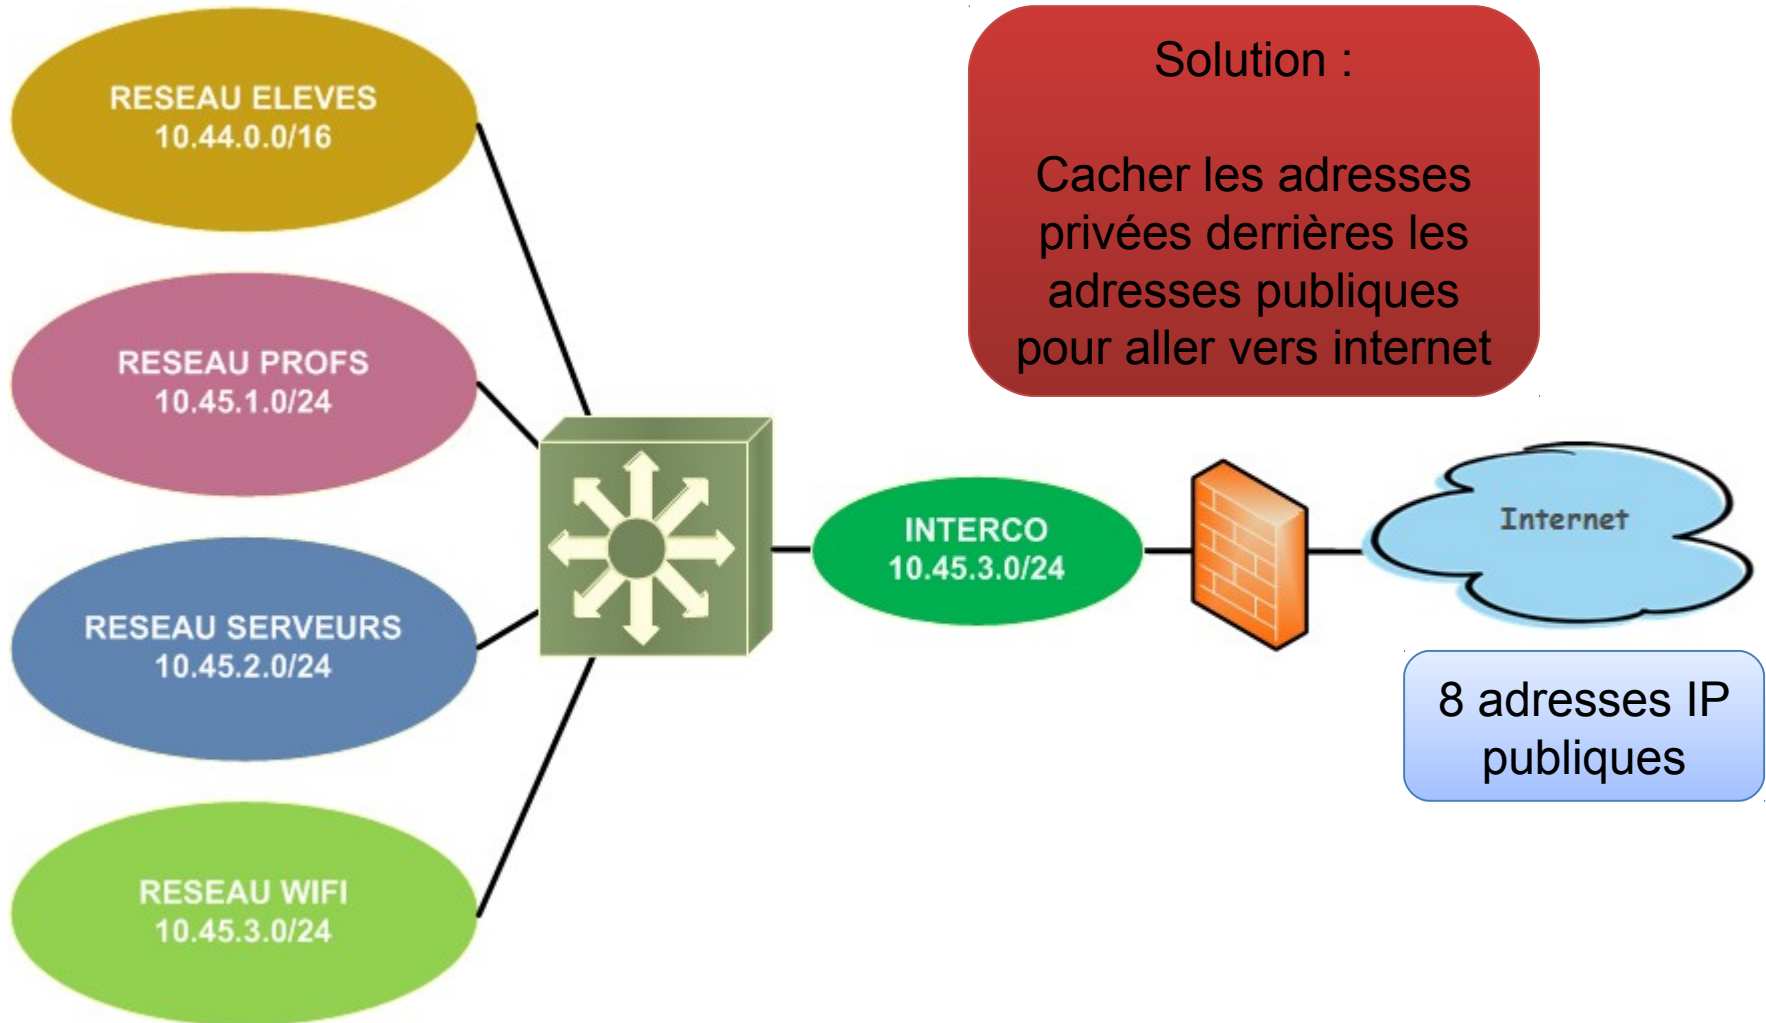 RESEAU ELEVES
10.44.0.0/16
Solution :
Cacher les adresses
privées derrières les
adresses publiques
pour aller vers internet
RESEAU PROFS
10.45.1.0/24
INTERCO
10.45.3.0/24
Internet
RESEAU SERVEURS
10.45.2.0/24
8 adresses IP
publiques
RESEAU WIFI
10.45.3.0/24